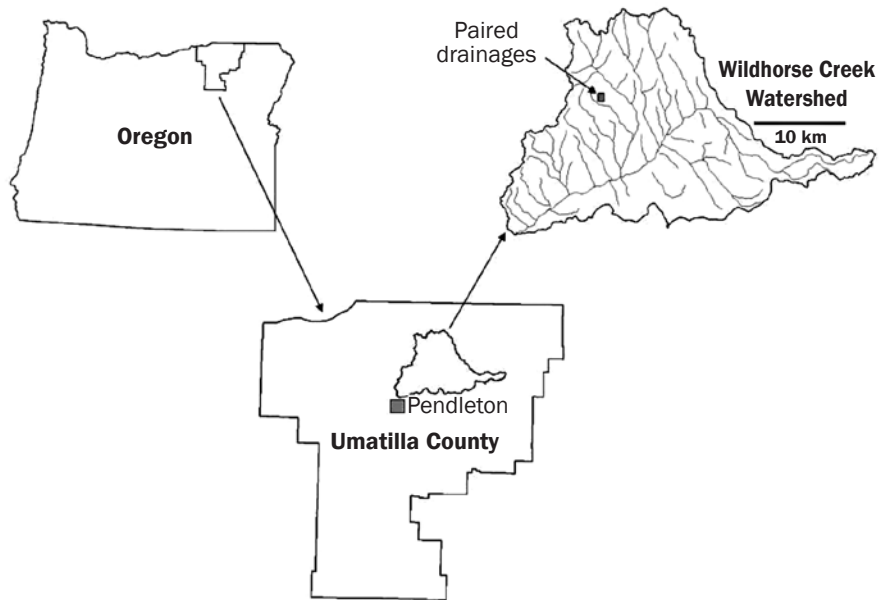 Oregon
Paired
drainages
Wildhorse Creek
Watershed
10 km
Pendleton
Umatilla County